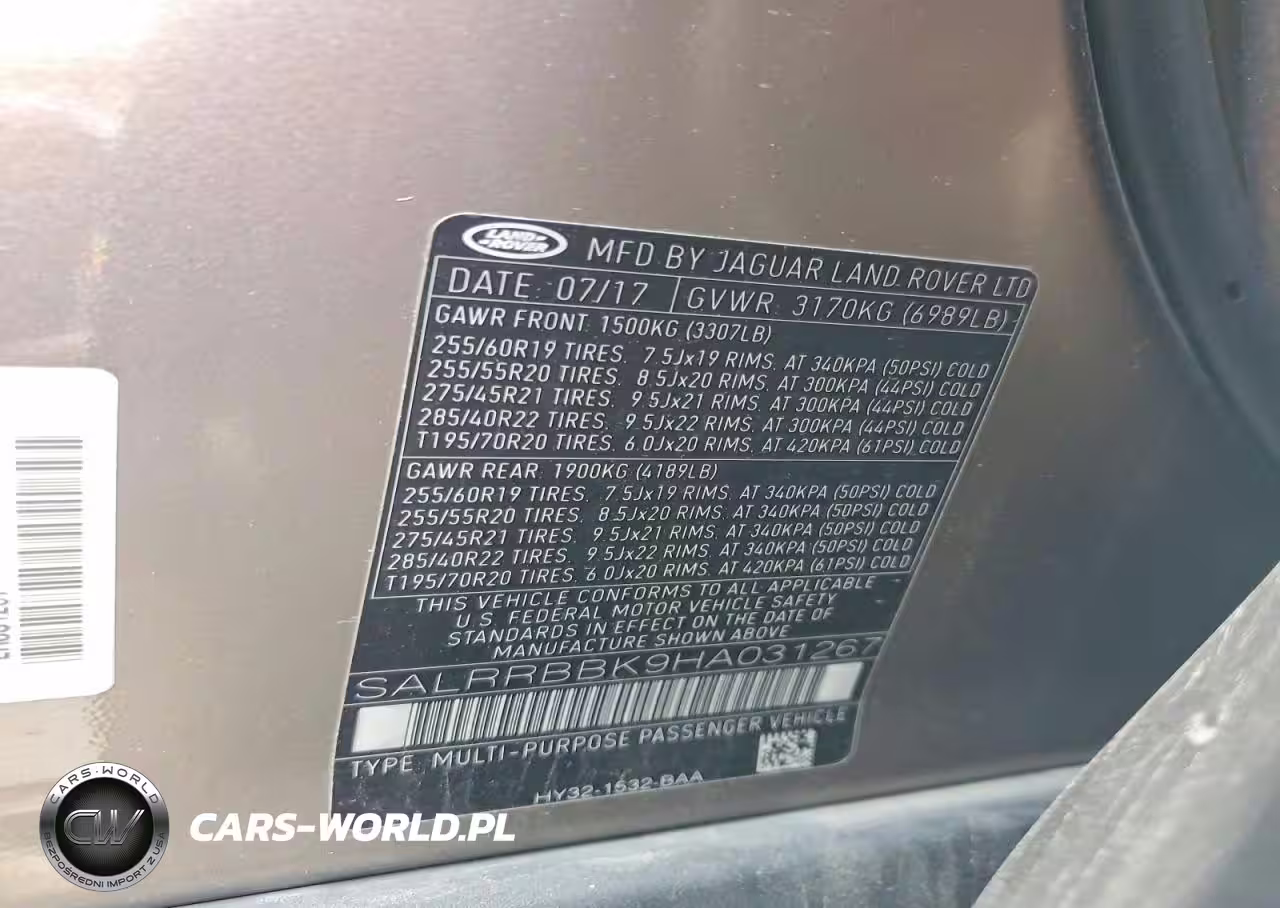 LAND-
-ROVER
MFD BY JAGUAR LAND ROVER LTD
DATE: 07/17 GVWR: 3170KG (6989LB)
GAWR FRONT: 1500KG (3307LB)
255/60R19 TIRES. 7.5Jx19 RIMS. AT 340KPA (50PSI) COLD
255/55R20 TIRES. 8.5Jx20 RIMS. AT 300KPA (44PSI) COLD
275/45R21 TIRES. 9.5Jx21 RIMS. AT 300KPA (44PSI) COLD
285/40R22 TIRES. 9.5Jx22 RIMS. AT 300KPA (44PSI) COLD
T195/70R20 TIRES. 6.0Jx20 RIMS. AT 420KPA (61PSI) COLD
GAWR REAR: 1900KG (4189LB)
255/60R19 TIRES. 7.5Jx19 RIMS. AT 340KPA (50PSI) COLD
255/55R20 TIRES. 8.5Jx20 RIMS. AT 340KPA (50PSI) COLD
275/45R21 TIRES. 9.5Jx21 RIMS. AT 340KPA (50PSI) COLD
285/40R22 TIRES. 9.5Jx22 RIMS. AT 340KPA (50PSI) COLD
T195/70R20 TIRES. 6.0Jx20 RIMS. AT 420KPA (61PSI) COLD
THIS VEHICLE CONFORMS TO ALL APPLICABLE
U.S. FEDERAL MOTOR VEHICLE SAFETY
STANDARDS IN EFFECT ON THE DATE OF
MANUFACTURE SHOWN ABOVE
SALRRBBK9HA031267
TYPE: MULTI-PURPOSE PASSENGER VEHICLE
HY32-1532-BAA
CARS-WORLD
CW
BEZPOŚREDNI IMPORT Z USA
CARS-WORLD.PL